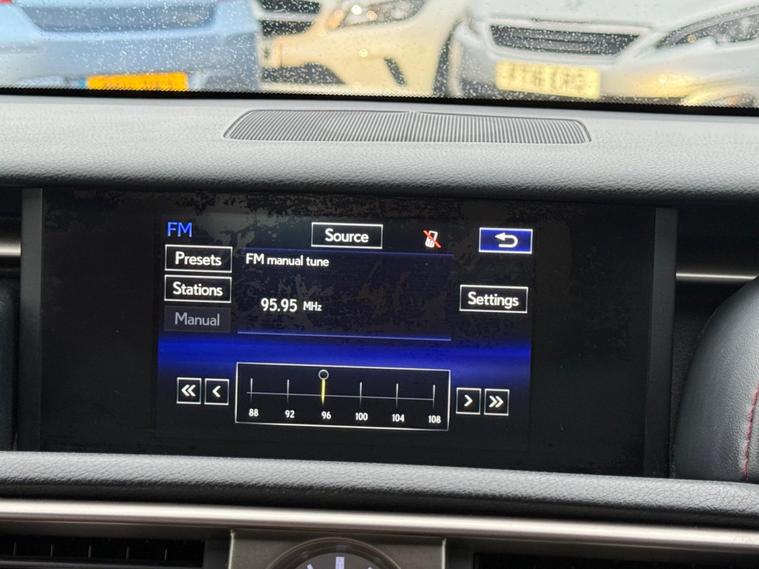 FM
Source
Presets
FM manual tune
Stations
95.95 MHz
Settings
Manual
88 92 96 100 104 108